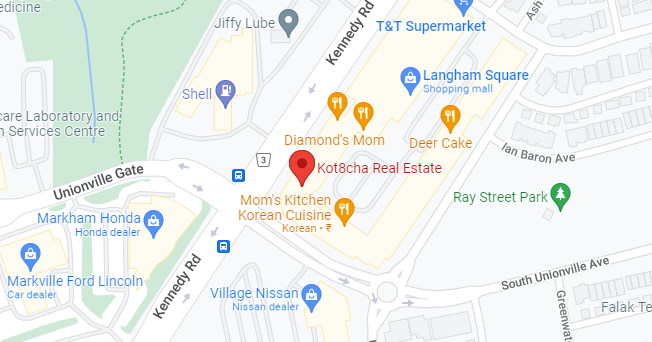 edicine
Jiffy Lube
Kennedy Rd
T&T Supermarket
Ash
Langham Square
Shopping mall
Shell
care Laboratory and
n Services Centre
Diamond's Mom
Deer Cake
Ian Baron Ave
3
Kot8cha Real Estate
Unionville Gate
Mom's Kitchen
Korean Cuisine
Korean • ₹
Ray Street Park
Markham Honda
Honda dealer
Markville Ford Lincoln
Car dealer
Kennedy Rd
South Unionville Ave
Village Nissan
Nissan dealer
Greenwat
Falak Te